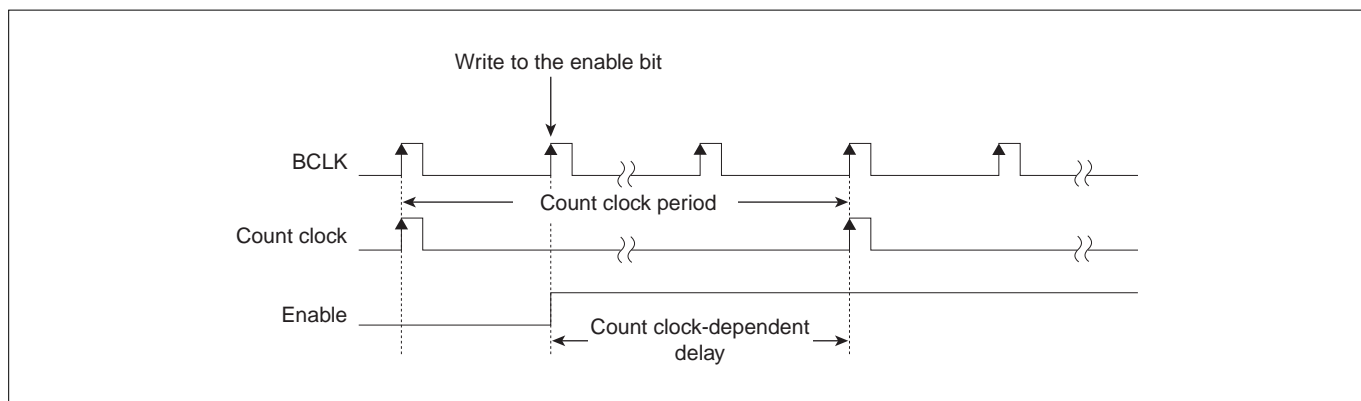 Write to the enable bit
BCLK
Count clock period
Count clock
Enable
Count clock-dependent
delay